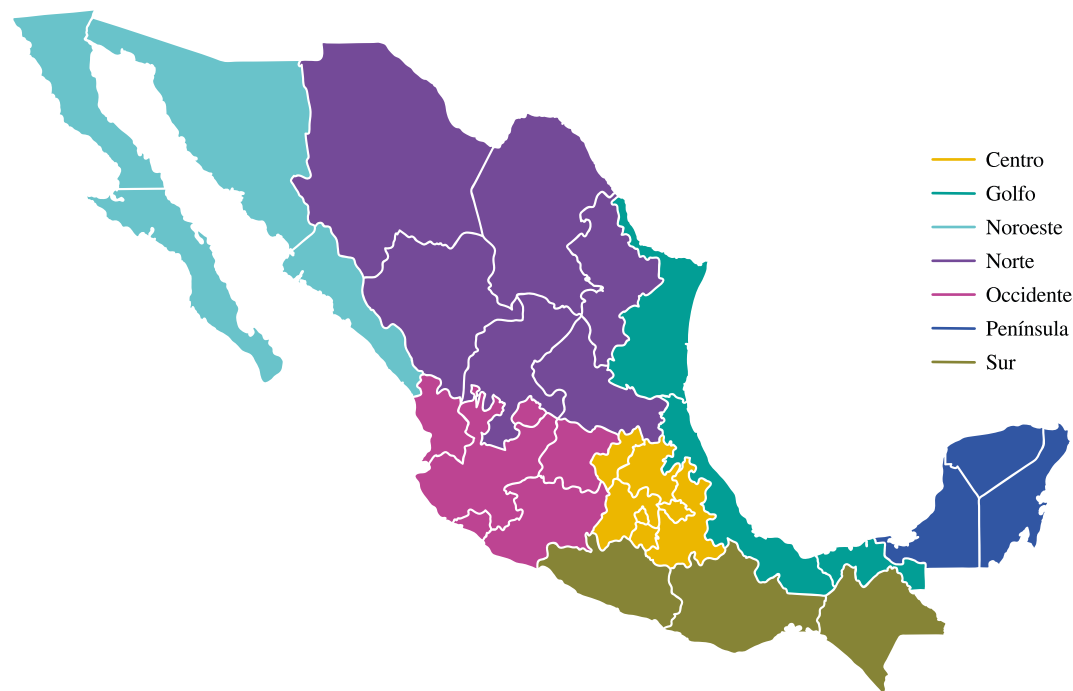 Centro
Golfo
Noroeste
Norte
Occidente
Península
Sur